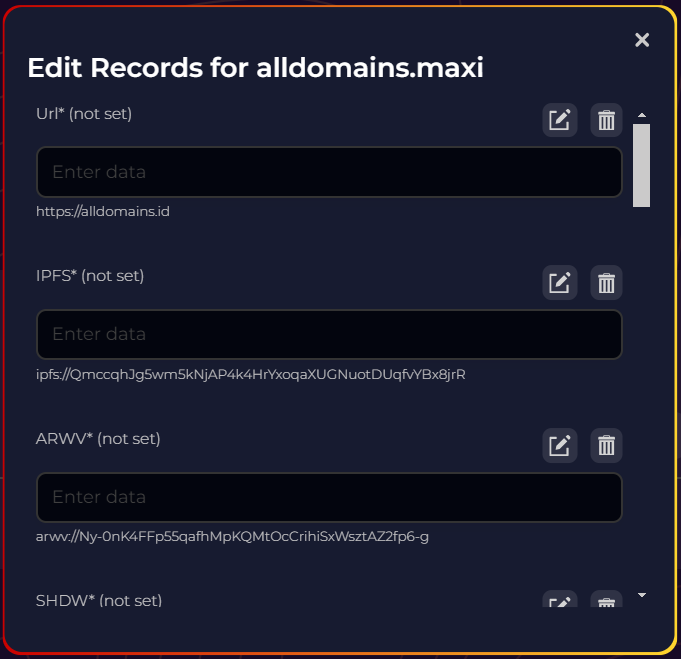 Edit Records for alldomains.maxi
Url* (not set)
Enter data
https://alldomains.id
IPFS* (not set)
Enter data
ipfs://QmccqhJg5wm5kNjAP4k4HrYxoqaXUGNuotDUqfvYBx8jrR
ARWV* (not set)
Enter data
arwv://Ny-0nK4FFp55qafhMpKQMtOcCrihiSxWsztAZ2fp6-g
SHDW* (not set)